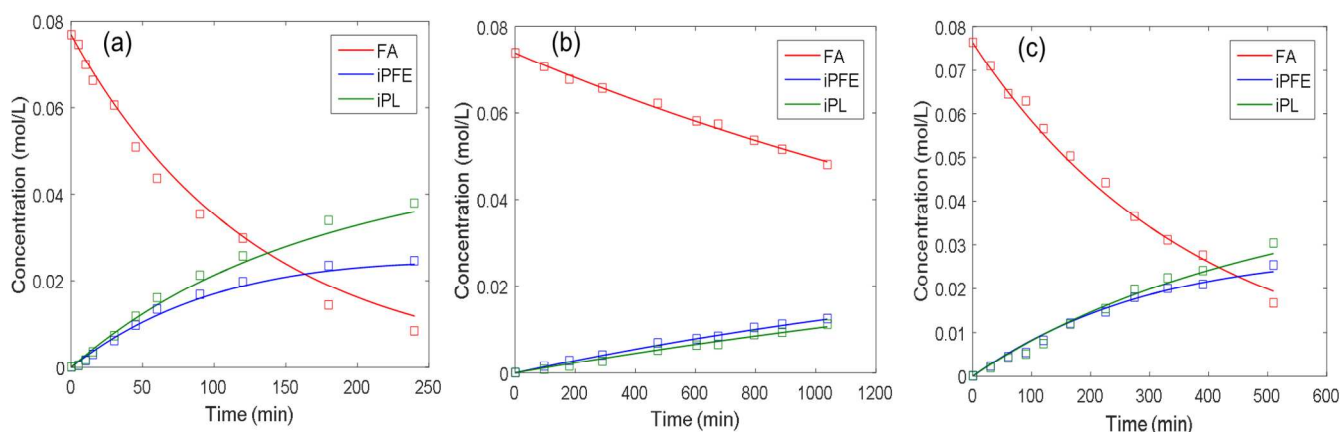 (a)
FA
iPFE
iPL
0.08
0.06
0.04
0.02
0
0
50
100
150
200
250
Concentration (mol/L)
Time (min)
(b)
FA
iPFE
iPL
0.08
0.06
0.04
0.02
0
0
200
400
600
800
1000
1200
Concentration (mol/L)
Time (min)
(c)
FA
iPFE
iPL
0.08
0.07
0.06
0.05
0.04
0.03
0.02
0.01
0
0
100
200
300
400
500
600
Concentration (mol/L)
Time (min)